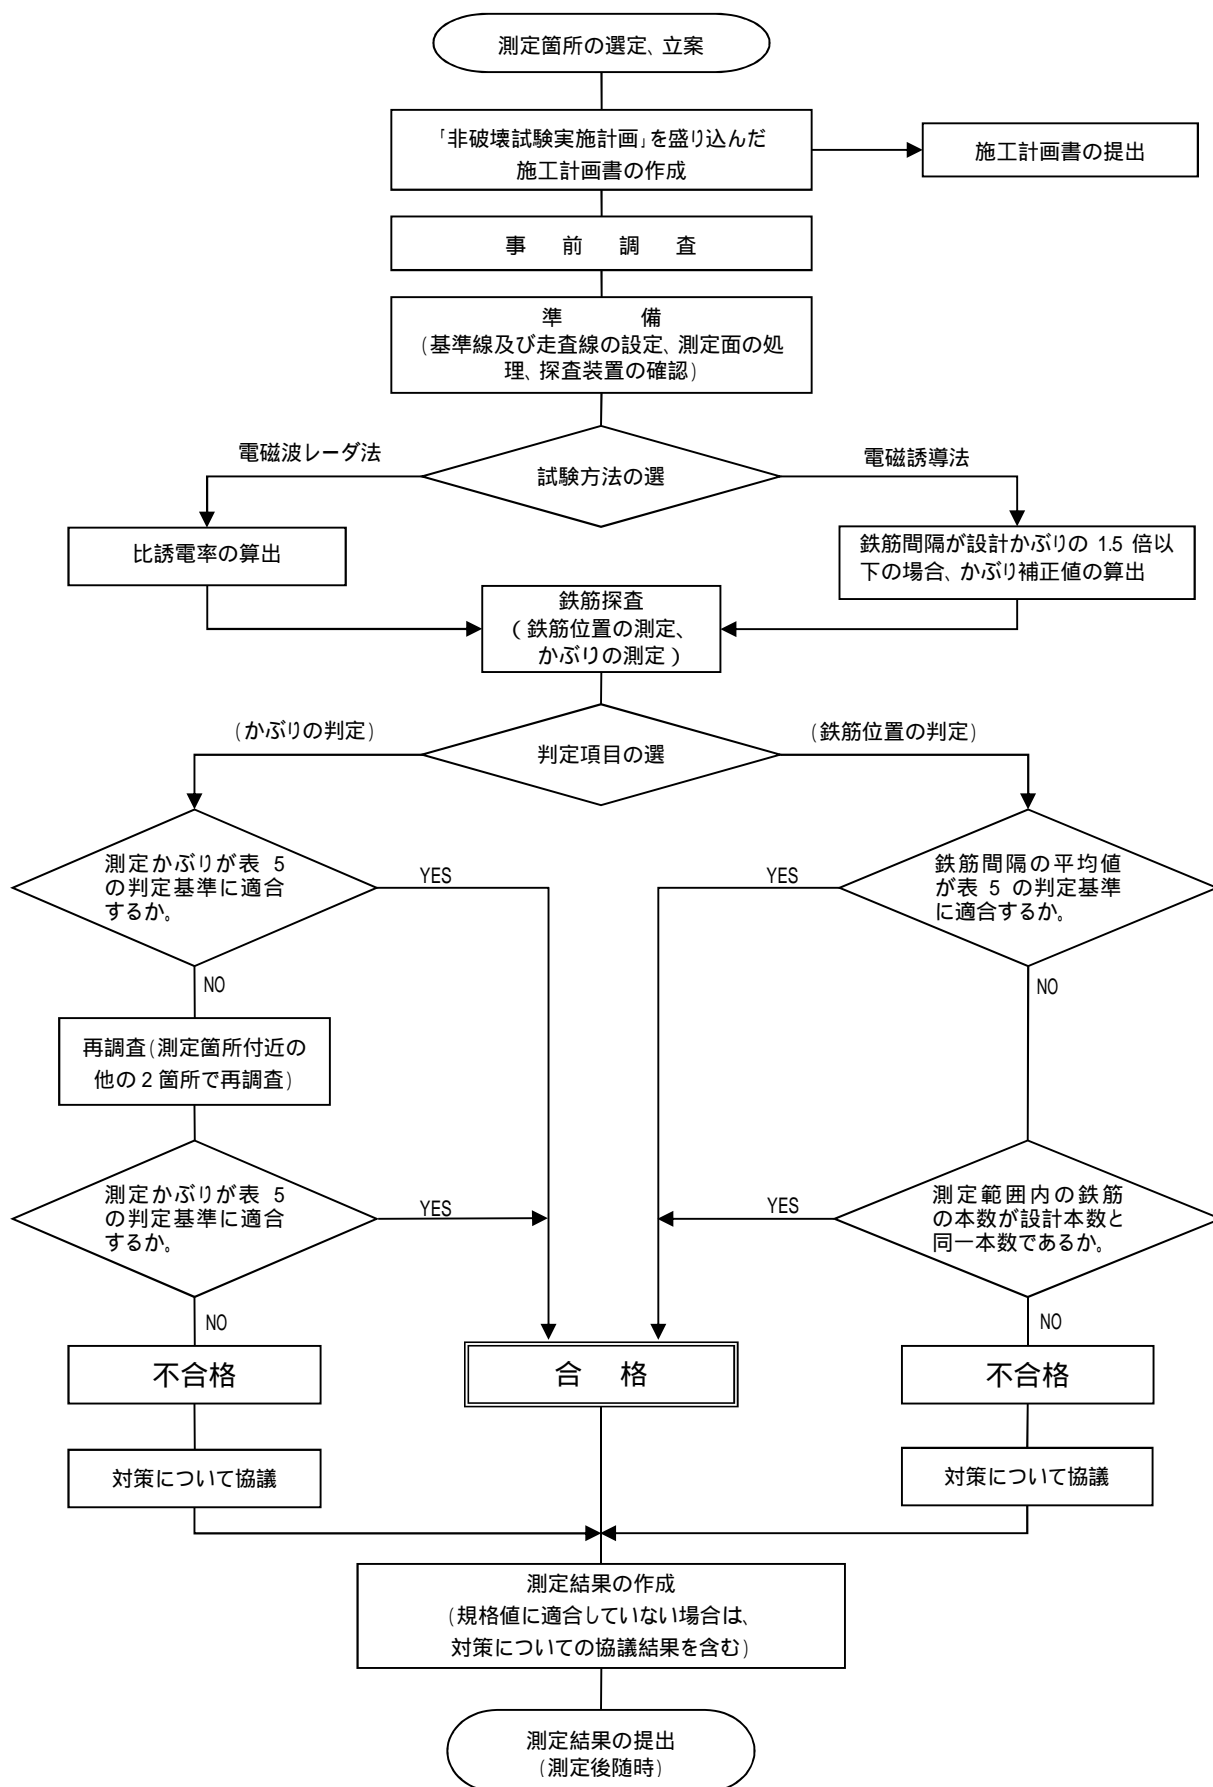 測定箇所の選定、立案
「非破壊試験実施計画」を盛り込んだ
施工計画書の作成
施工計画書の提出
事　前　調　査
準　　　備
(基準線及び走査線の設定、測定面の処
理、探査装置の確認)
電磁波レーダ法
試験方法の選
電磁誘導法
比誘電率の算出
鉄筋間隔が設計かぶりの 1.5 倍以
下の場合、かぶり補正値の算出
鉄筋探査
( 鉄筋位置の測定、
かぶりの測定 )
(かぶりの判定)
判定項目の選
(鉄筋位置の判定)
測定かぶりが表 5
の判定基準に適合
するか。
YES
YES
鉄筋間隔の平均値
が表 5 の判定基準
に適合するか。
NO
NO
再調査(測定箇所付近の
他の 2 箇所で再調査)
測定かぶりが表 5
の判定基準に適合
するか。
YES
YES
測定範囲内の鉄筋
の本数が設計本数と
同一本数であるか。
NO
NO
不合格
合　格
不合格
対策について協議
対策について協議
測定結果の作成
(規格値に適合していない場合は、
対策についての協議結果を含む)
測定結果の提出
(測定後随時)